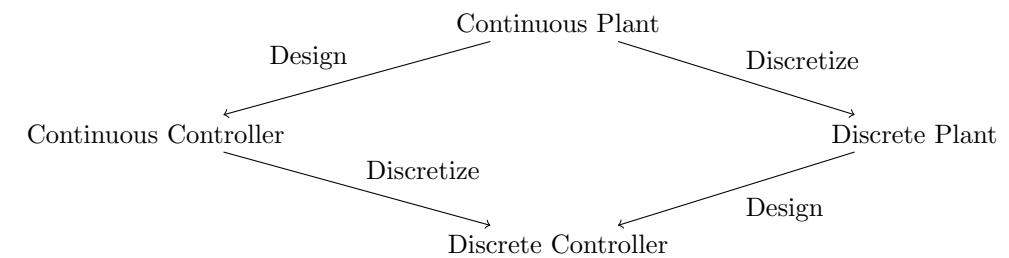 Continuous Plant
Design
Discretize
Continuous Controller
Discrete Plant
Discretize
Design
Discrete Controller